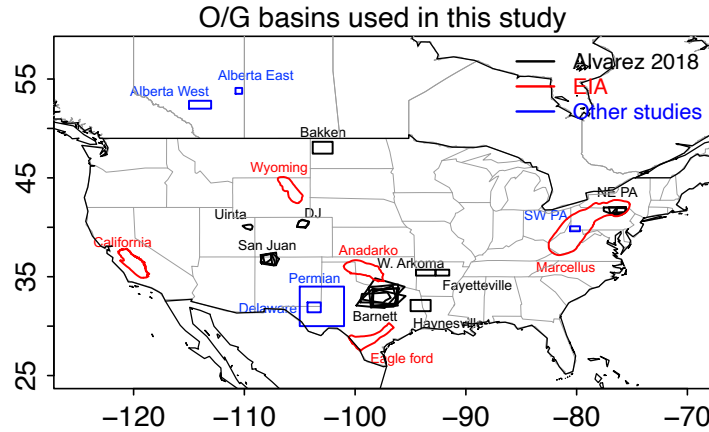 O/G basins used in this study
Alvarez 2018
EIA
Other studies
Alberta East
Alberta West
Bakken
Wyoming
NE PA
SW PA
Uinta
DJ
California
San Juan
Anadarko
W. Arkoma
Marcellus
Permian
Fayetteville
Delaware
Barnett
Haynesville
Eagle ford
55
45
35
25
−120
−110
−100
−90
−80
−70